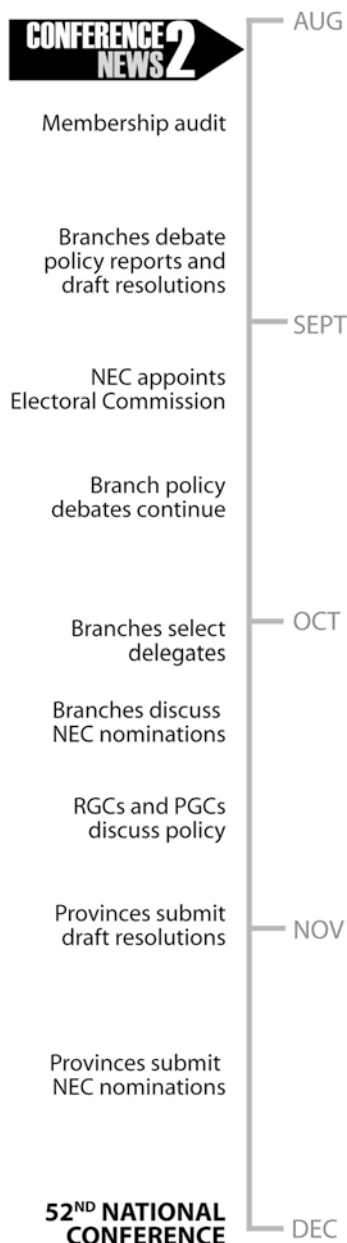 CONFERENCE
NEWS 2
AUG
Membership audit
Branches debate
policy reports and
draft resolutions
SEPT
NEC appoints
Electoral Commission
Branch policy
debates continue
OCT
Branches select
delegates
Branches discuss
NEC nominations
RGCs and PGCs
discuss policy
Provinces submit
draft resolutions
NOV
Provinces submit
NEC nominations
52ND NATIONAL
CONFERENCE
DEC